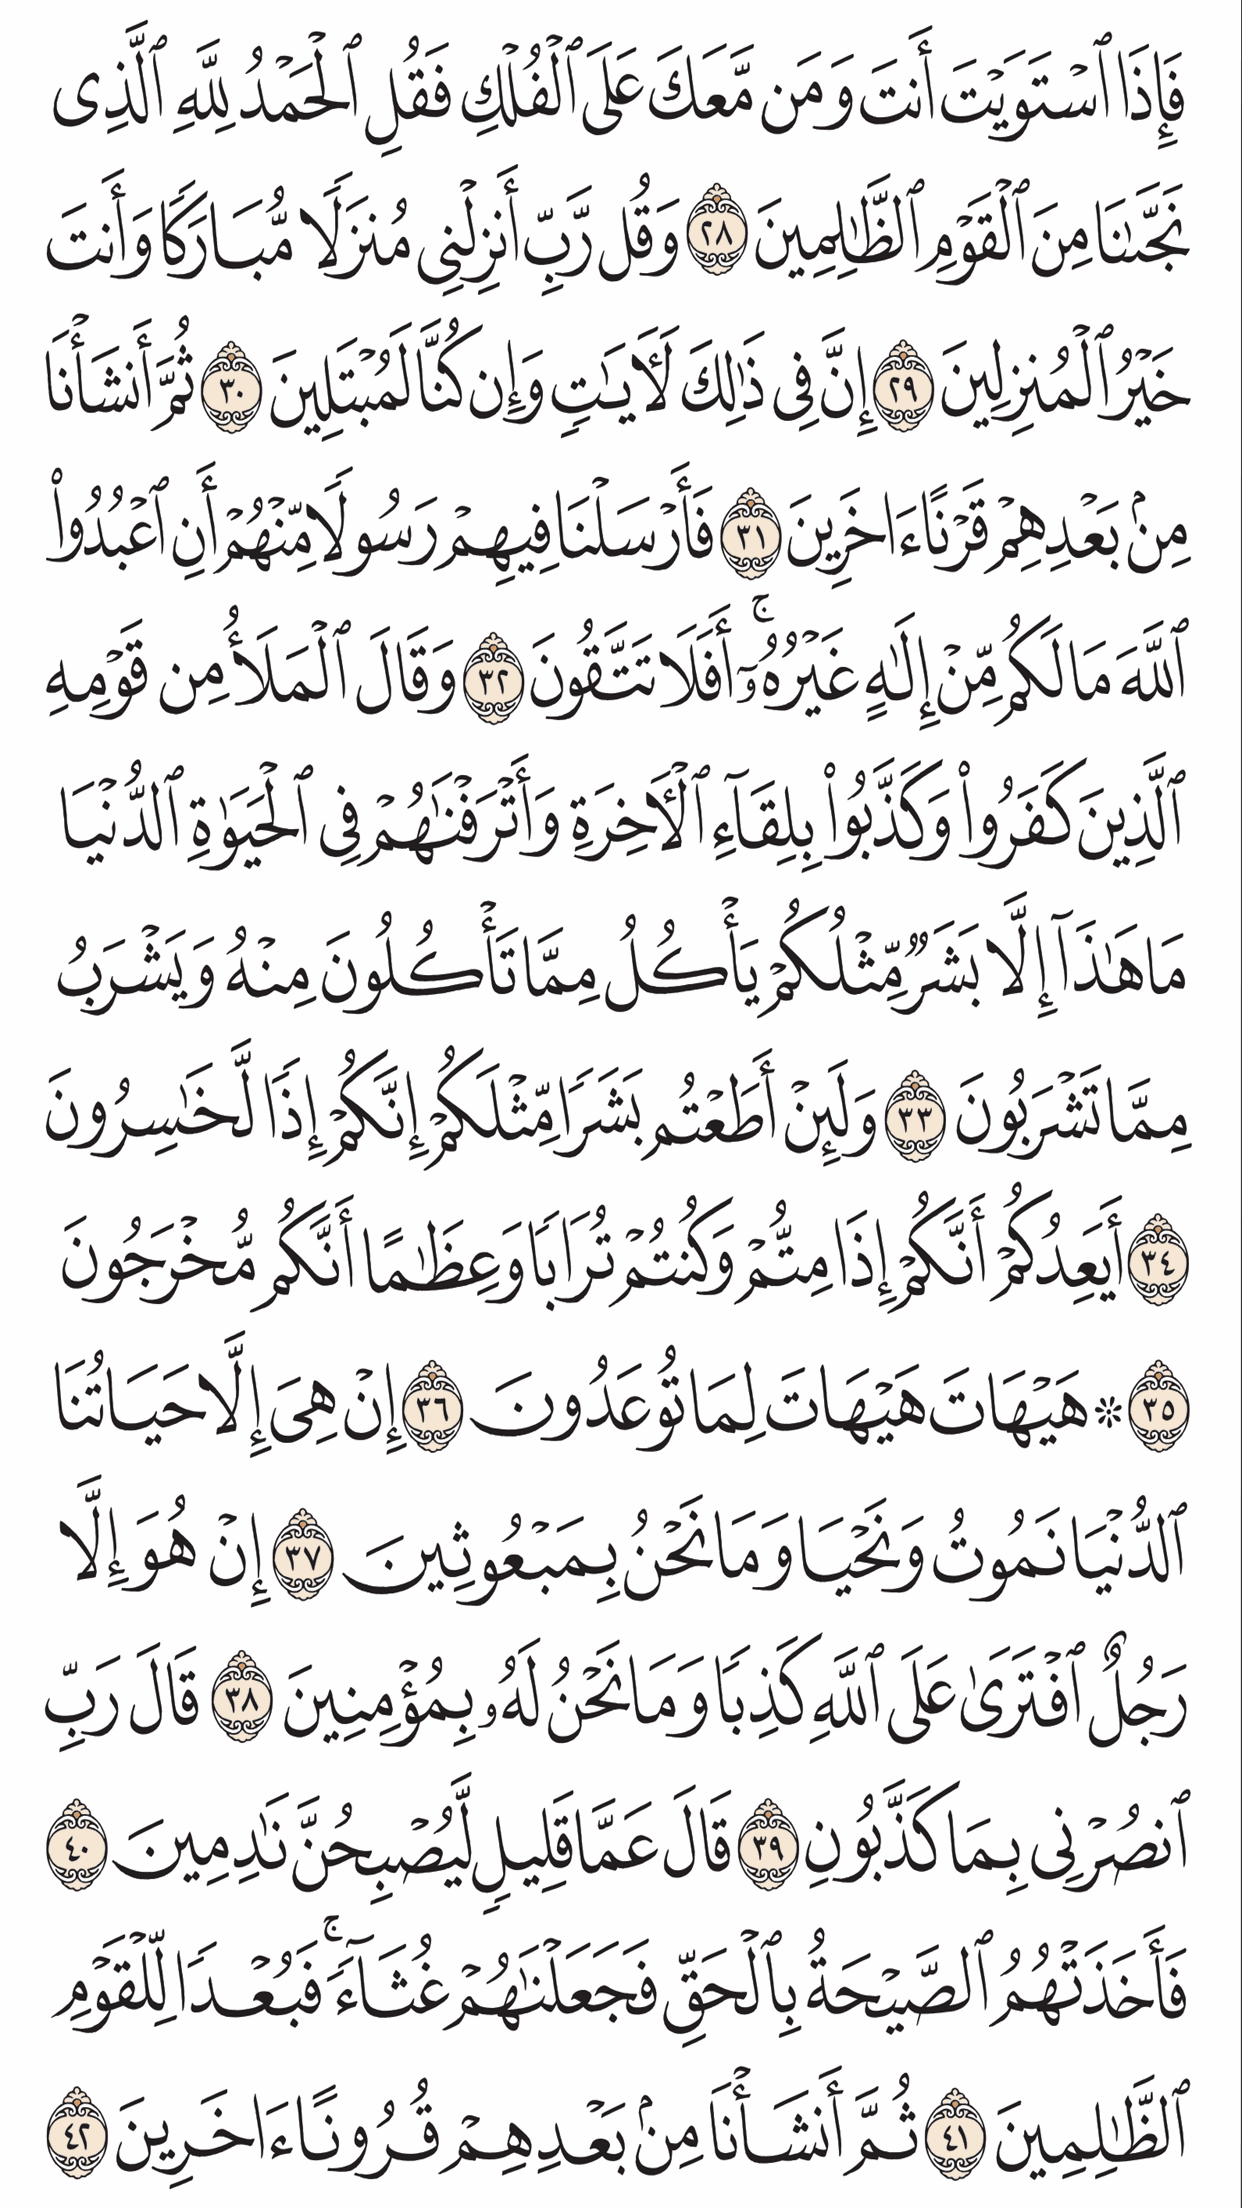 فَإِذَا ٱسْتَوَيْتَ أَنتَ وَمَن مَّعَكَ عَلَى ٱلْفُلْكِ فَقُلِ ٱلْحَمْدُ لِلَّهِ ٱلَّذِى
نَجَّىٰنَا مِنَ ٱلْقَوْمِ ٱلظَّٰلِمِينَ ٢٨ وَقُل رَّبِّ أَنزِلْنِى مُنزَلًا مُّبَارَكًا وَأَنتَ
خَيْرُ ٱلْمُنزِلِينَ ٢٩ إِنَّ فِى ذَٰلِكَ لَـَٔايَـٰتٍ وَإِن كُنَّا لَمُبْتَلِينَ ٣٠ ثُمَّ أَنشَأْنَا
مِنۢ بَعْدِهِمْ قَرْنًا ءَاخَرِينَ ٣١ فَأَرْسَلْنَا فِيهِمْ رَسُولًا مِّنْهُمْ أَنِ ٱعْبُدُوا۟
ٱللَّهَ مَا لَكُم مِّنْ إِلَـٰهٍ غَيْرُهُۥٓ ۚ أَفَلَا تَتَّقُونَ ٣٢ وَقَالَ ٱلْمَلَأُ مِن قَوْمِهِ
ٱلَّذِينَ كَفَرُوا۟ وَكَذَّبُوا۟ بِلِقَآءِ ٱلْـَٔاخِرَةِ وَأَتْرَفْنَـٰهُمْ فِى ٱلْحَيَوٰةِ ٱلدُّنْيَا
مَا هَـٰذَآ إِلَّا بَشَرٌ مِّثْلُكُمْ يَأْكُلُ مِمَّا تَأْكُلُونَ مِنْهُ وَيَشْرَبُ
مِمَّا تَشْرَبُونَ ٣٣ وَلَئِنْ أَطَعْتُم بَشَرًا مِّثْلَكُمْ إِنَّكُمْ إِذًا لَّخَـٰسِرُونَ
٣٤ أَيَعِدُكُمْ أَنَّكُمْ إِذَا مِتُّمْ وَكُنتُمْ تُرَابًا وَعِظَـٰمًا أَنَّكُم مُّخْرَجُونَ
٣٥ ۞ هَيْهَاتَ هَيْهَاتَ لِمَا تُوعَدُونَ ٣٦ إِنْ هِىَ إِلَّا حَيَاتُنَا
ٱلدُّنْيَا نَمُوتُ وَنَحْيَا وَمَا نَحْنُ بِمَبْعُوثِينَ ٣٧ إِنْ هُوَ إِلَّا
رَجُلٌ ٱفْتَرَىٰ عَلَى ٱللَّهِ كَذِبًا وَمَا نَحْنُ لَهُۥ بِمُؤْمِنِينَ ٣٨ قَالَ رَبِّ
ٱنصُرْنِى بِمَا كَذَّبُونِ ٣٩ قَالَ عَمَّا قَلِيلٍ لَّيُصْبِحُنَّ نَـٰدِمِينَ ٤٠
فَأَخَذَتْهُمُ ٱلصَّيْحَةُ بِٱلْحَقِّ فَجَعَلْنَـٰهُمْ غُثَآءً ۚ فَبُعْدًا لِّلْقَوْمِ
ٱلظَّـٰلِمِينَ ٤١ ثُمَّ أَنشَأْنَا مِنۢ بَعْدِهِمْ قُرُونًا ءَاخَرِينَ ٤٢